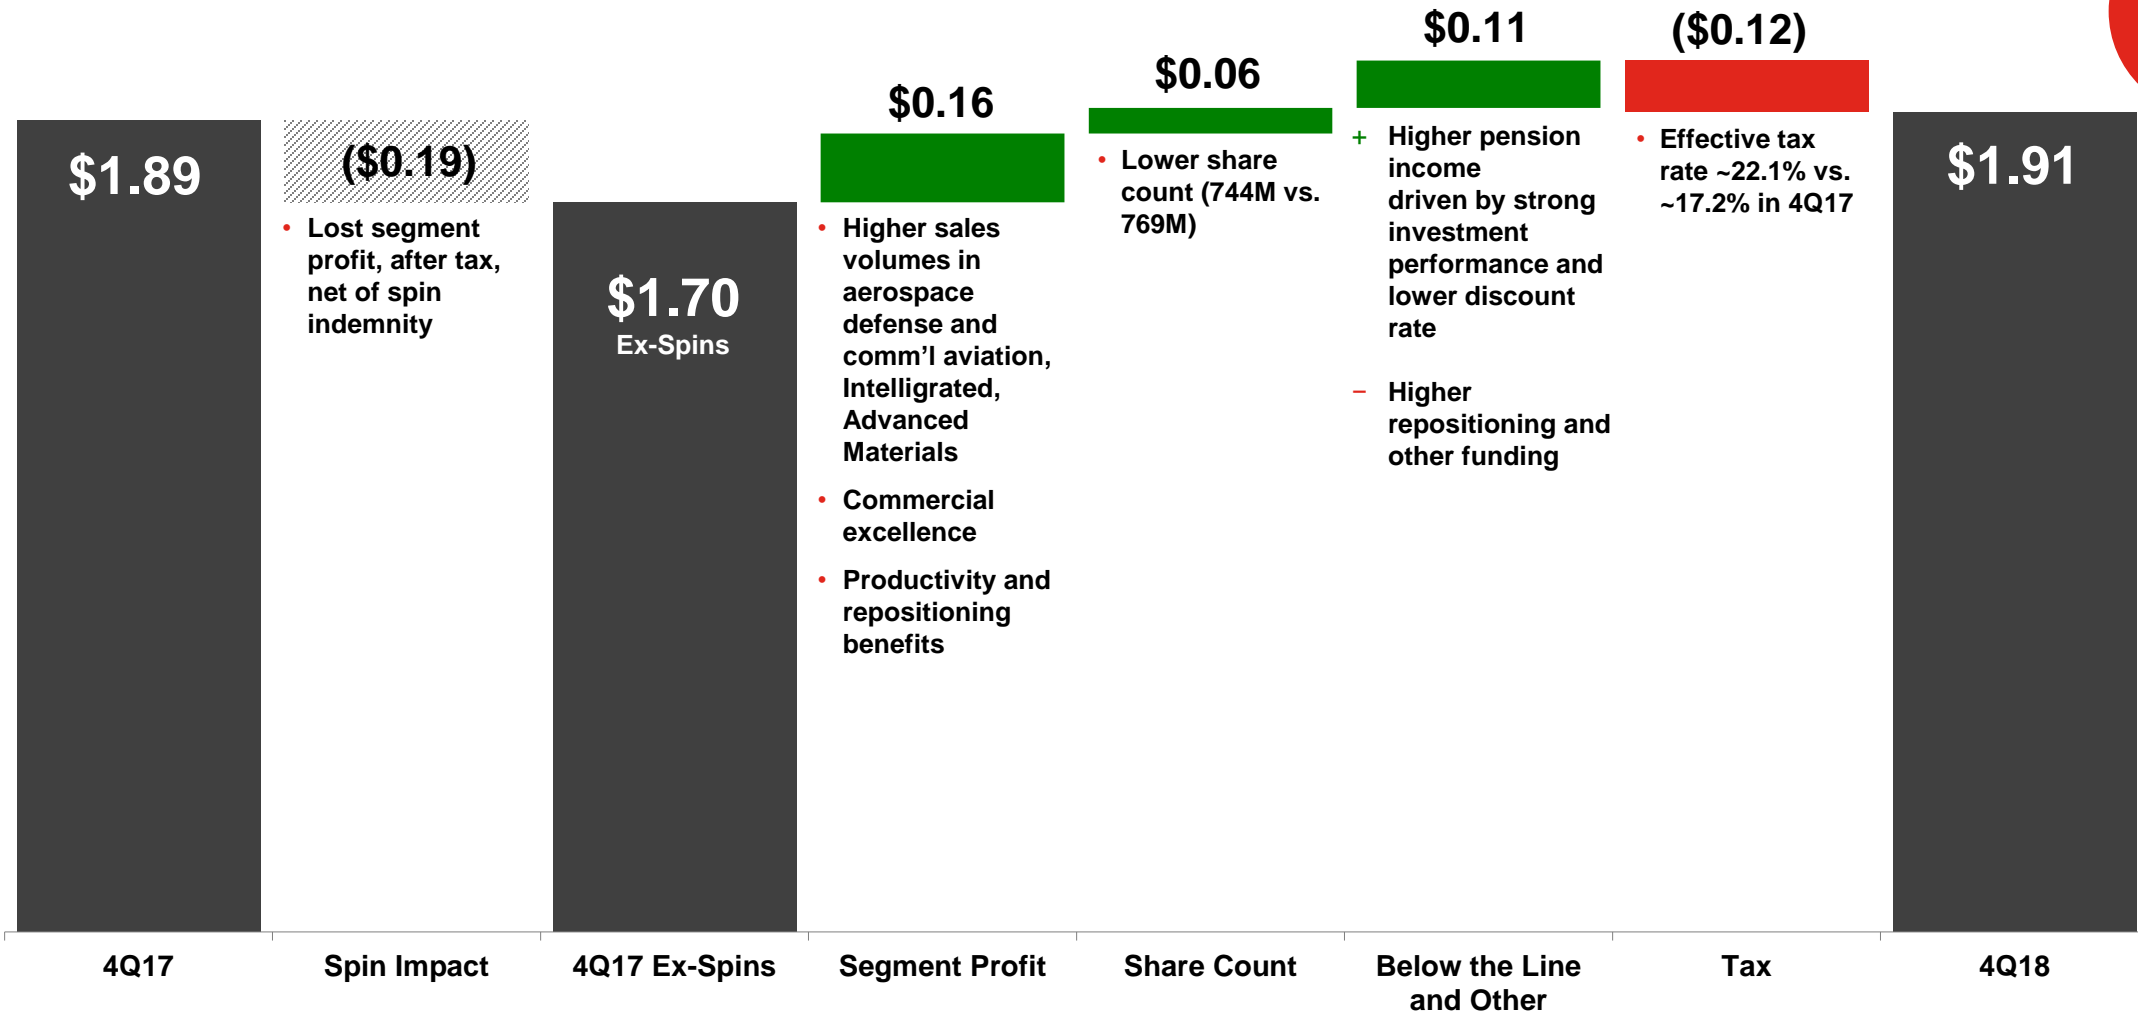 $1.89
($0.19)
• Lost segment
profit, after tax,
net of spin
indemnity
$1.70
Ex-Spins
$0.16
• Higher sales
volumes in
aerospace
defense and
comm’l aviation,
Intelligrated,
Advanced
Materials
• Commercial
excellence
• Productivity and
repositioning
benefits
$0.06
• Lower share
count (744M vs.
769M)
$0.11
+ Higher pension
income
driven by strong
investment
performance and
lower discount
rate
− Higher
repositioning and
other funding
($0.12)
• Effective tax
rate ~22.1% vs.
~17.2% in 4Q17
$1.91
4Q17
Spin Impact
4Q17 Ex-Spins
Segment Profit
Share Count
Below the Line
and Other
Tax
4Q18